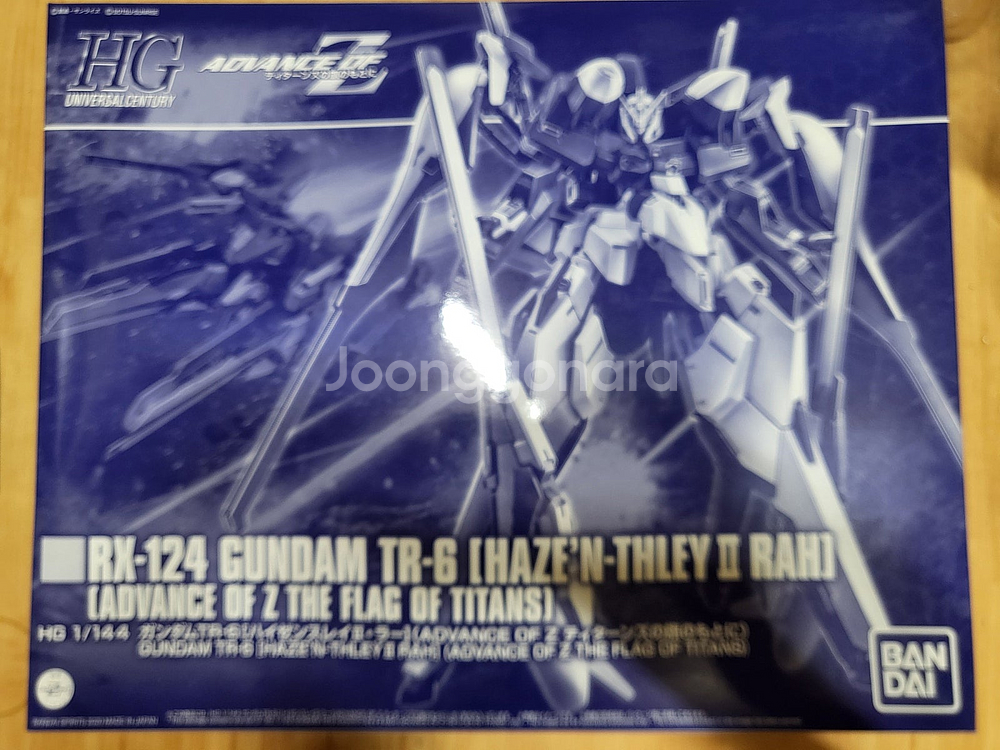 HG
UNIVERSAL CENTURY
ADVANCE OF Z
ティターンズの旗のもとに
Joonggonara
RX-124 GUNDAM TR-6 [HAZE'N-THLEY II RAH]
(ADVANCE OF Z THE FLAG OF TITANS)
HG 1/144 ガンダムTR-6 [ハイゼンスレイⅡ・ラー] (ADVANCE OF Z ティターンズの旗のもとに)
GUNDAM TR-6 [HAZE'N-THLEY II RAH] (ADVANCE OF Z THE FLAG OF TITANS)
BAN
DAI